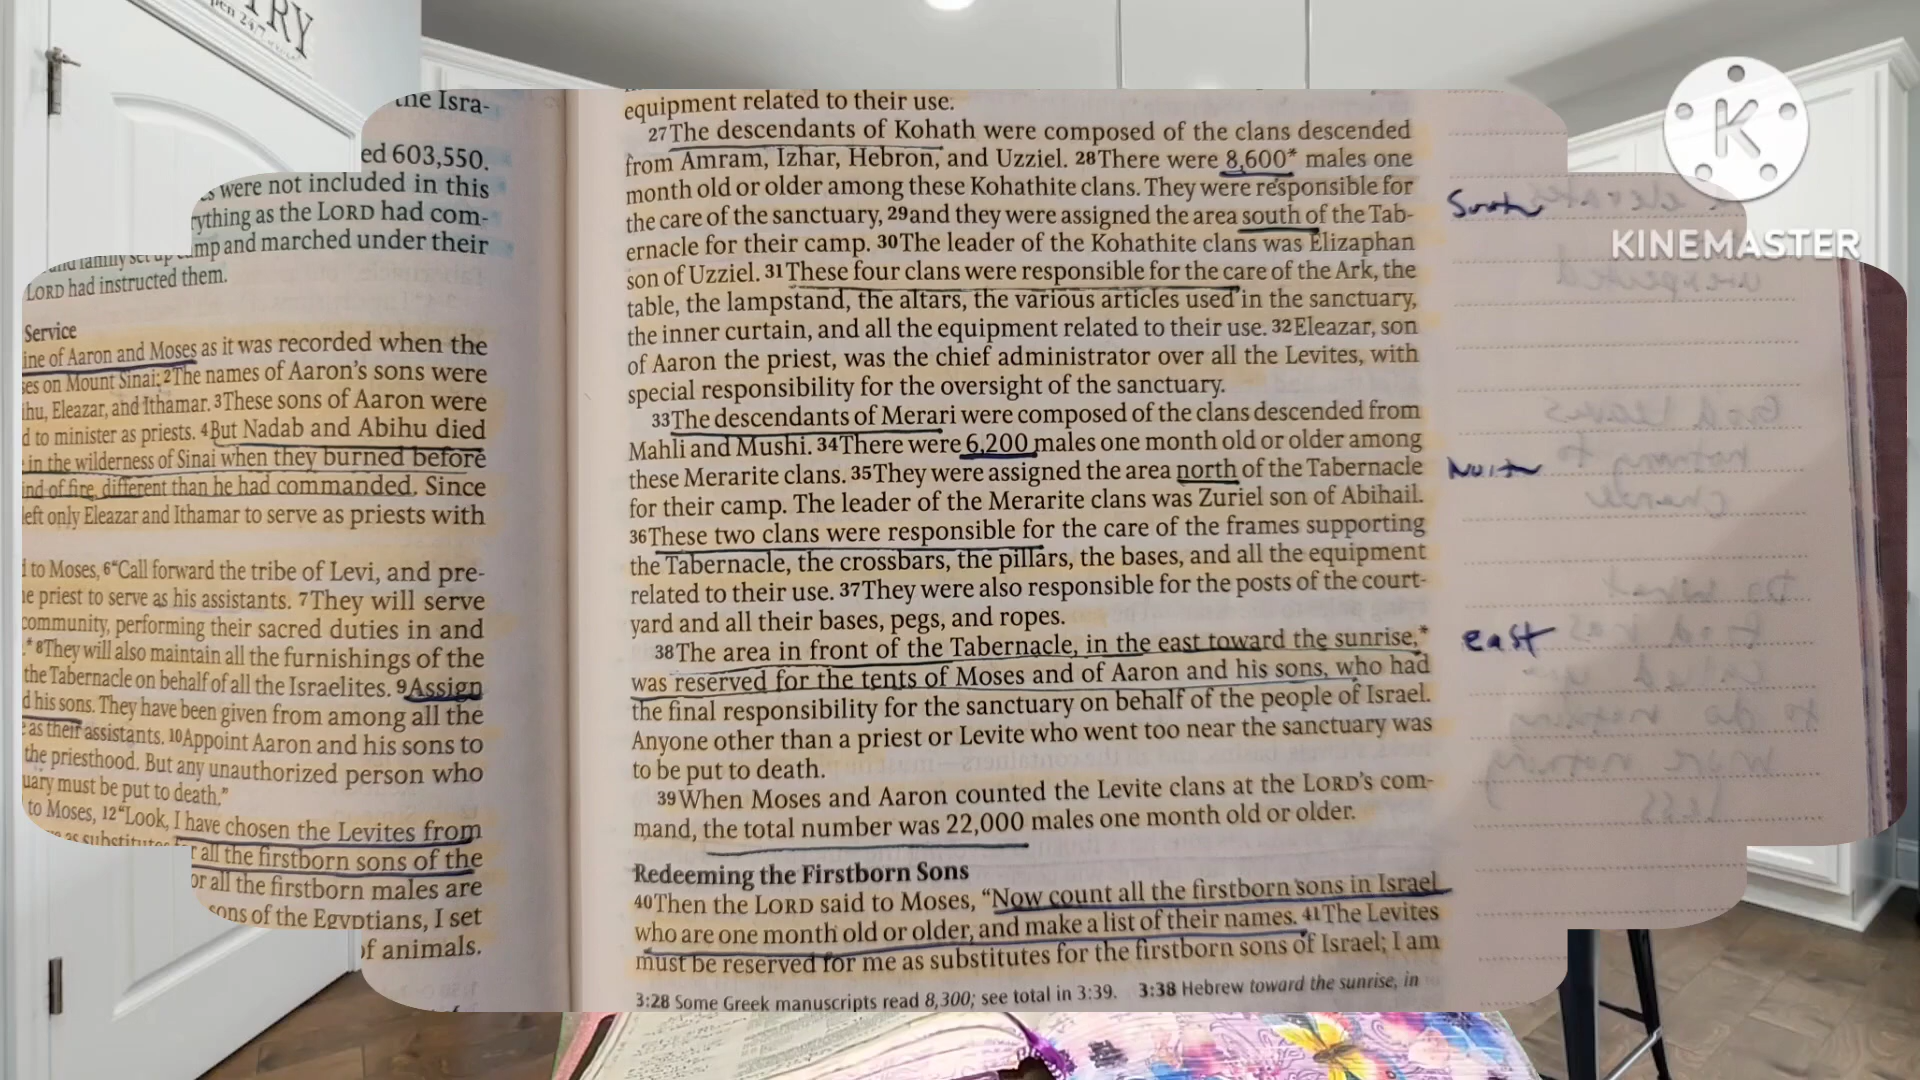 TRY
pen 24/7
KINEMASTER
the Isra-
ed 603,550.
were not included in this
rything as the LORD had com-
mp and marched under their
and family set up
LORD had instructed them.
Service
ine of Aaron and Moses as it was recorded when the
ses on Mount Sinai: 2The names of Aaron's sons were
ihu, Eleazar, and Ithamar. 3These sons of Aaron were
d to minister as priests. 4But Nadab and Abihu died
in the wilderness of Sinai when they burned before
ind of fire, different than he had commanded. Since
left only Eleazar and Ithamar to serve as priests with
d to Moses, 6“Call forward the tribe of Levi, and pre-
he priest to serve as his assistants. 7They will serve
community, performing their sacred duties in and
.* 8They will also maintain all the furnishings of the
the Tabernacle on behalf of all the Israelites. 9Assign
d his sons. They have been given from among all the
as their assistants. 10Appoint Aaron and his sons to
the priesthood. But any unauthorized person who
uary must be put to death.”
to Moses, 12“Look, I have chosen the Levites from
as substitutes for all the firstborn sons of the
or all the firstborn males are
sons of the Egyptians, I set
of animals.
equipment related to their use.
27The descendants of Kohath were composed of the clans descended
from Amram, Izhar, Hebron, and Uzziel. 28There were 8,600* males one
month old or older among these Kohathite clans. They were responsible for
the care of the sanctuary, 29and they were assigned the area south of the Tab-
ernacle for their camp. 30The leader of the Kohathite clans was Elizaphan
son of Uzziel. 31These four clans were responsible for the care of the Ark, the
table, the lampstand, the altars, the various articles used in the sanctuary,
the inner curtain, and all the equipment related to their use. 32Eleazar, son
of Aaron the priest, was the chief administrator over all the Levites, with
special responsibility for the oversight of the sanctuary.
33The descendants of Merari were composed of the clans descended from
Mahli and Mushi. 34There were 6,200 males one month old or older among
these Merarite clans. 35They were assigned the area north of the Tabernacle
for their camp. The leader of the Merarite clans was Zuriel son of Abihail.
36These two clans were responsible for the care of the frames supporting
the Tabernacle, the crossbars, the pillars, the bases, and all the equipment
related to their use. 37They were also responsible for the posts of the court-
yard and all their bases, pegs, and ropes.
38The area in front of the Tabernacle, in the east toward the sunrise,*
was reserved for the tents of Moses and of Aaron and his sons, who had
the final responsibility for the sanctuary on behalf of the people of Israel.
Anyone other than a priest or Levite who went too near the sanctuary was
to be put to death.
39When Moses and Aaron counted the Levite clans at the LORD's com-
mand, the total number was 22,000 males one month old or older.
Redeeming the Firstborn Sons
40Then the LORD said to Moses, “Now count all the firstborn sons in Israel
who are one month old or older, and make a list of their names. 41The Levites
must be reserved for me as substitutes for the firstborn sons of Israel; I am
3:28 Some Greek manuscripts read 8,300; see total in 3:39. 3:38 Hebrew toward the sunrise, in
South
North
east